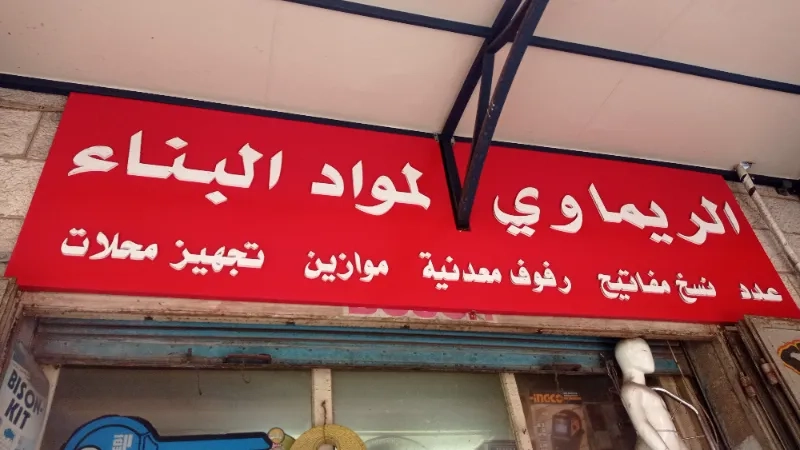 الريماوي لمواد البناء
عدد نسخ مفاتيح رفوف معدنية موازين تجهيز محلات
BISON-
KIT
INGCO